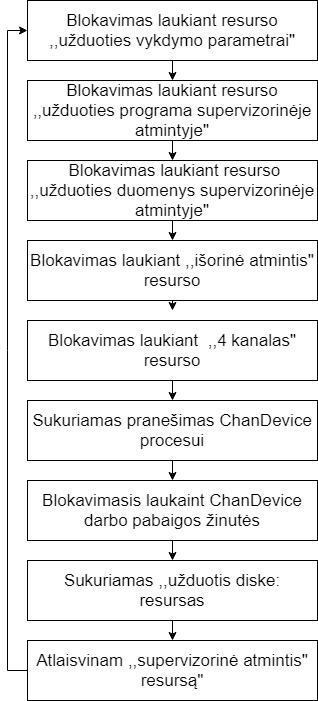 Blokavimas laukiant resurso
,,užduoties vykdymo parametrai"
Blokavimas laukiant resurso
,,užduoties programa supervizorinėje
atmintyje"
Blokavimas laukiant resurso
,,užduoties duomenys supervizorinėje
atmintyje"
Blokavimas laukiant ,,išorinė atmintis"
resurso
Blokavimas laukiant ,,4 kanalas"
resurso
Sukuriamas pranešimas ChanDevice
procesui
Blokavimasis laukaint ChanDevice
darbo pabaigos žinutės
Sukuriamas ,,užduotis diske:
resursas
Atlaisvinam ,,supervizorinė atmintis"
resursą"